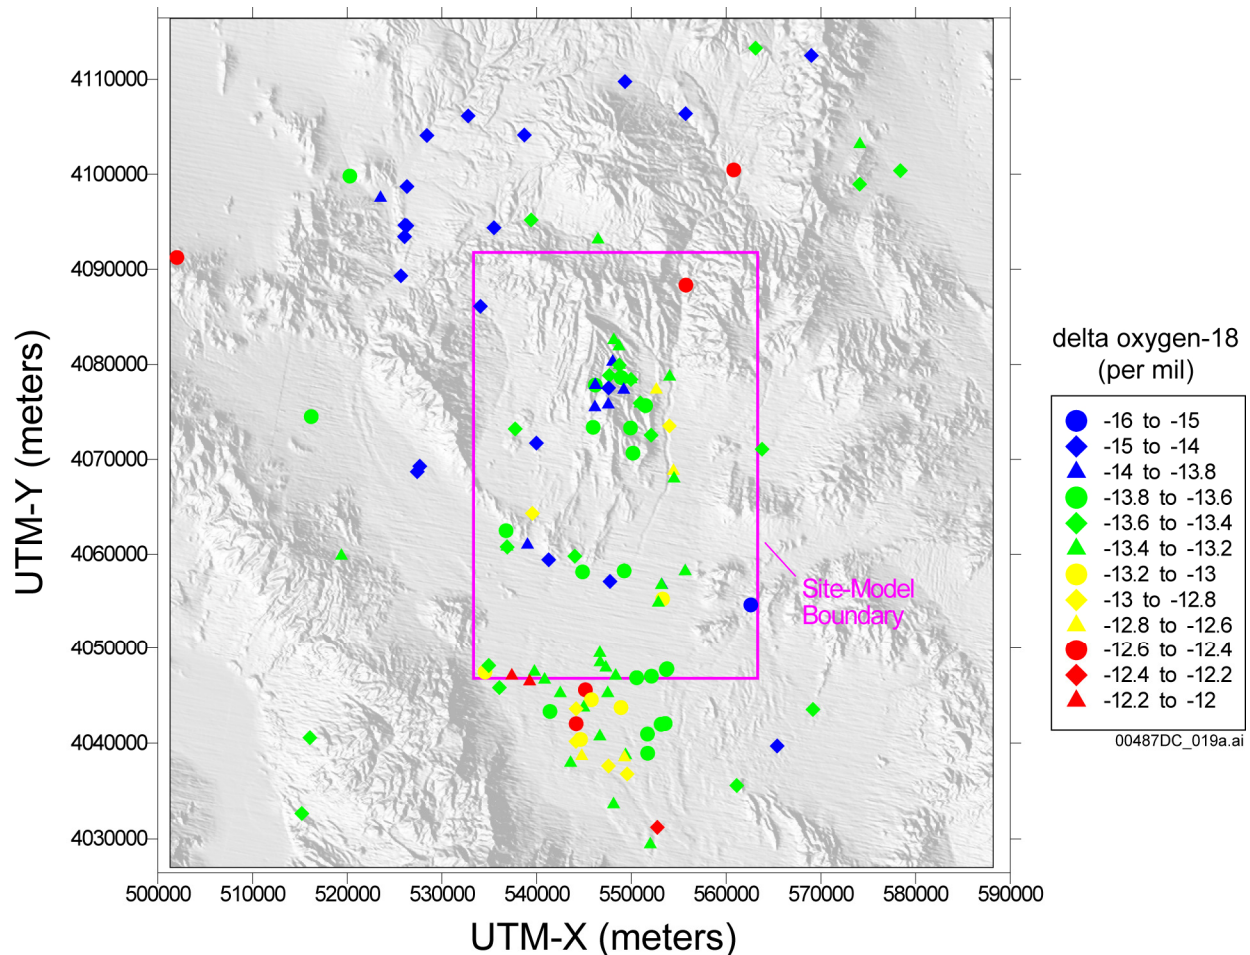 4110000
4100000
4090000
4080000
4070000
4060000
4050000
4040000
4030000
UTM-Y (meters)
500000 510000 520000 530000 540000 550000 560000 570000 580000 590000
UTM-X (meters)
Site-Model
Boundary
delta oxygen-18
(per mil)
-16 to -15
-15 to -14
-14 to -13.8
-13.8 to -13.6
-13.6 to -13.4
-13.4 to -13.2
-13.2 to -13
-13 to -12.8
-12.8 to -12.6
-12.6 to -12.4
-12.4 to -12.2
-12.2 to -12
00487DC_019a.ai